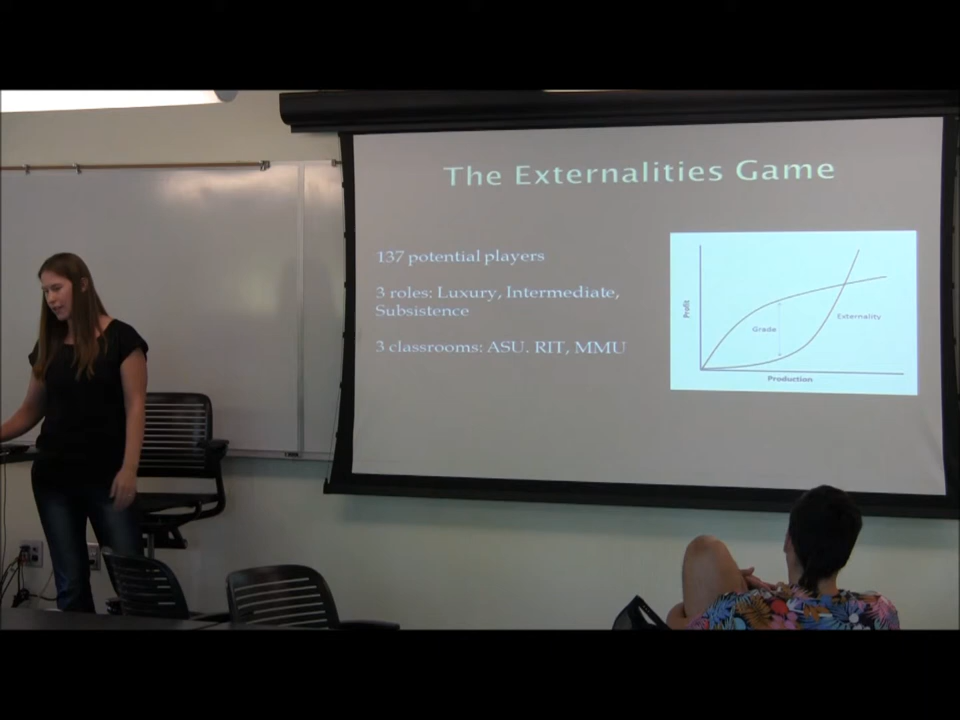 The Externalities Game
137 potential players
3 roles: Luxury, Intermediate,
Subsistence
3 classrooms: ASU. RIT, MMU
Profit
Grade
Externality
Production